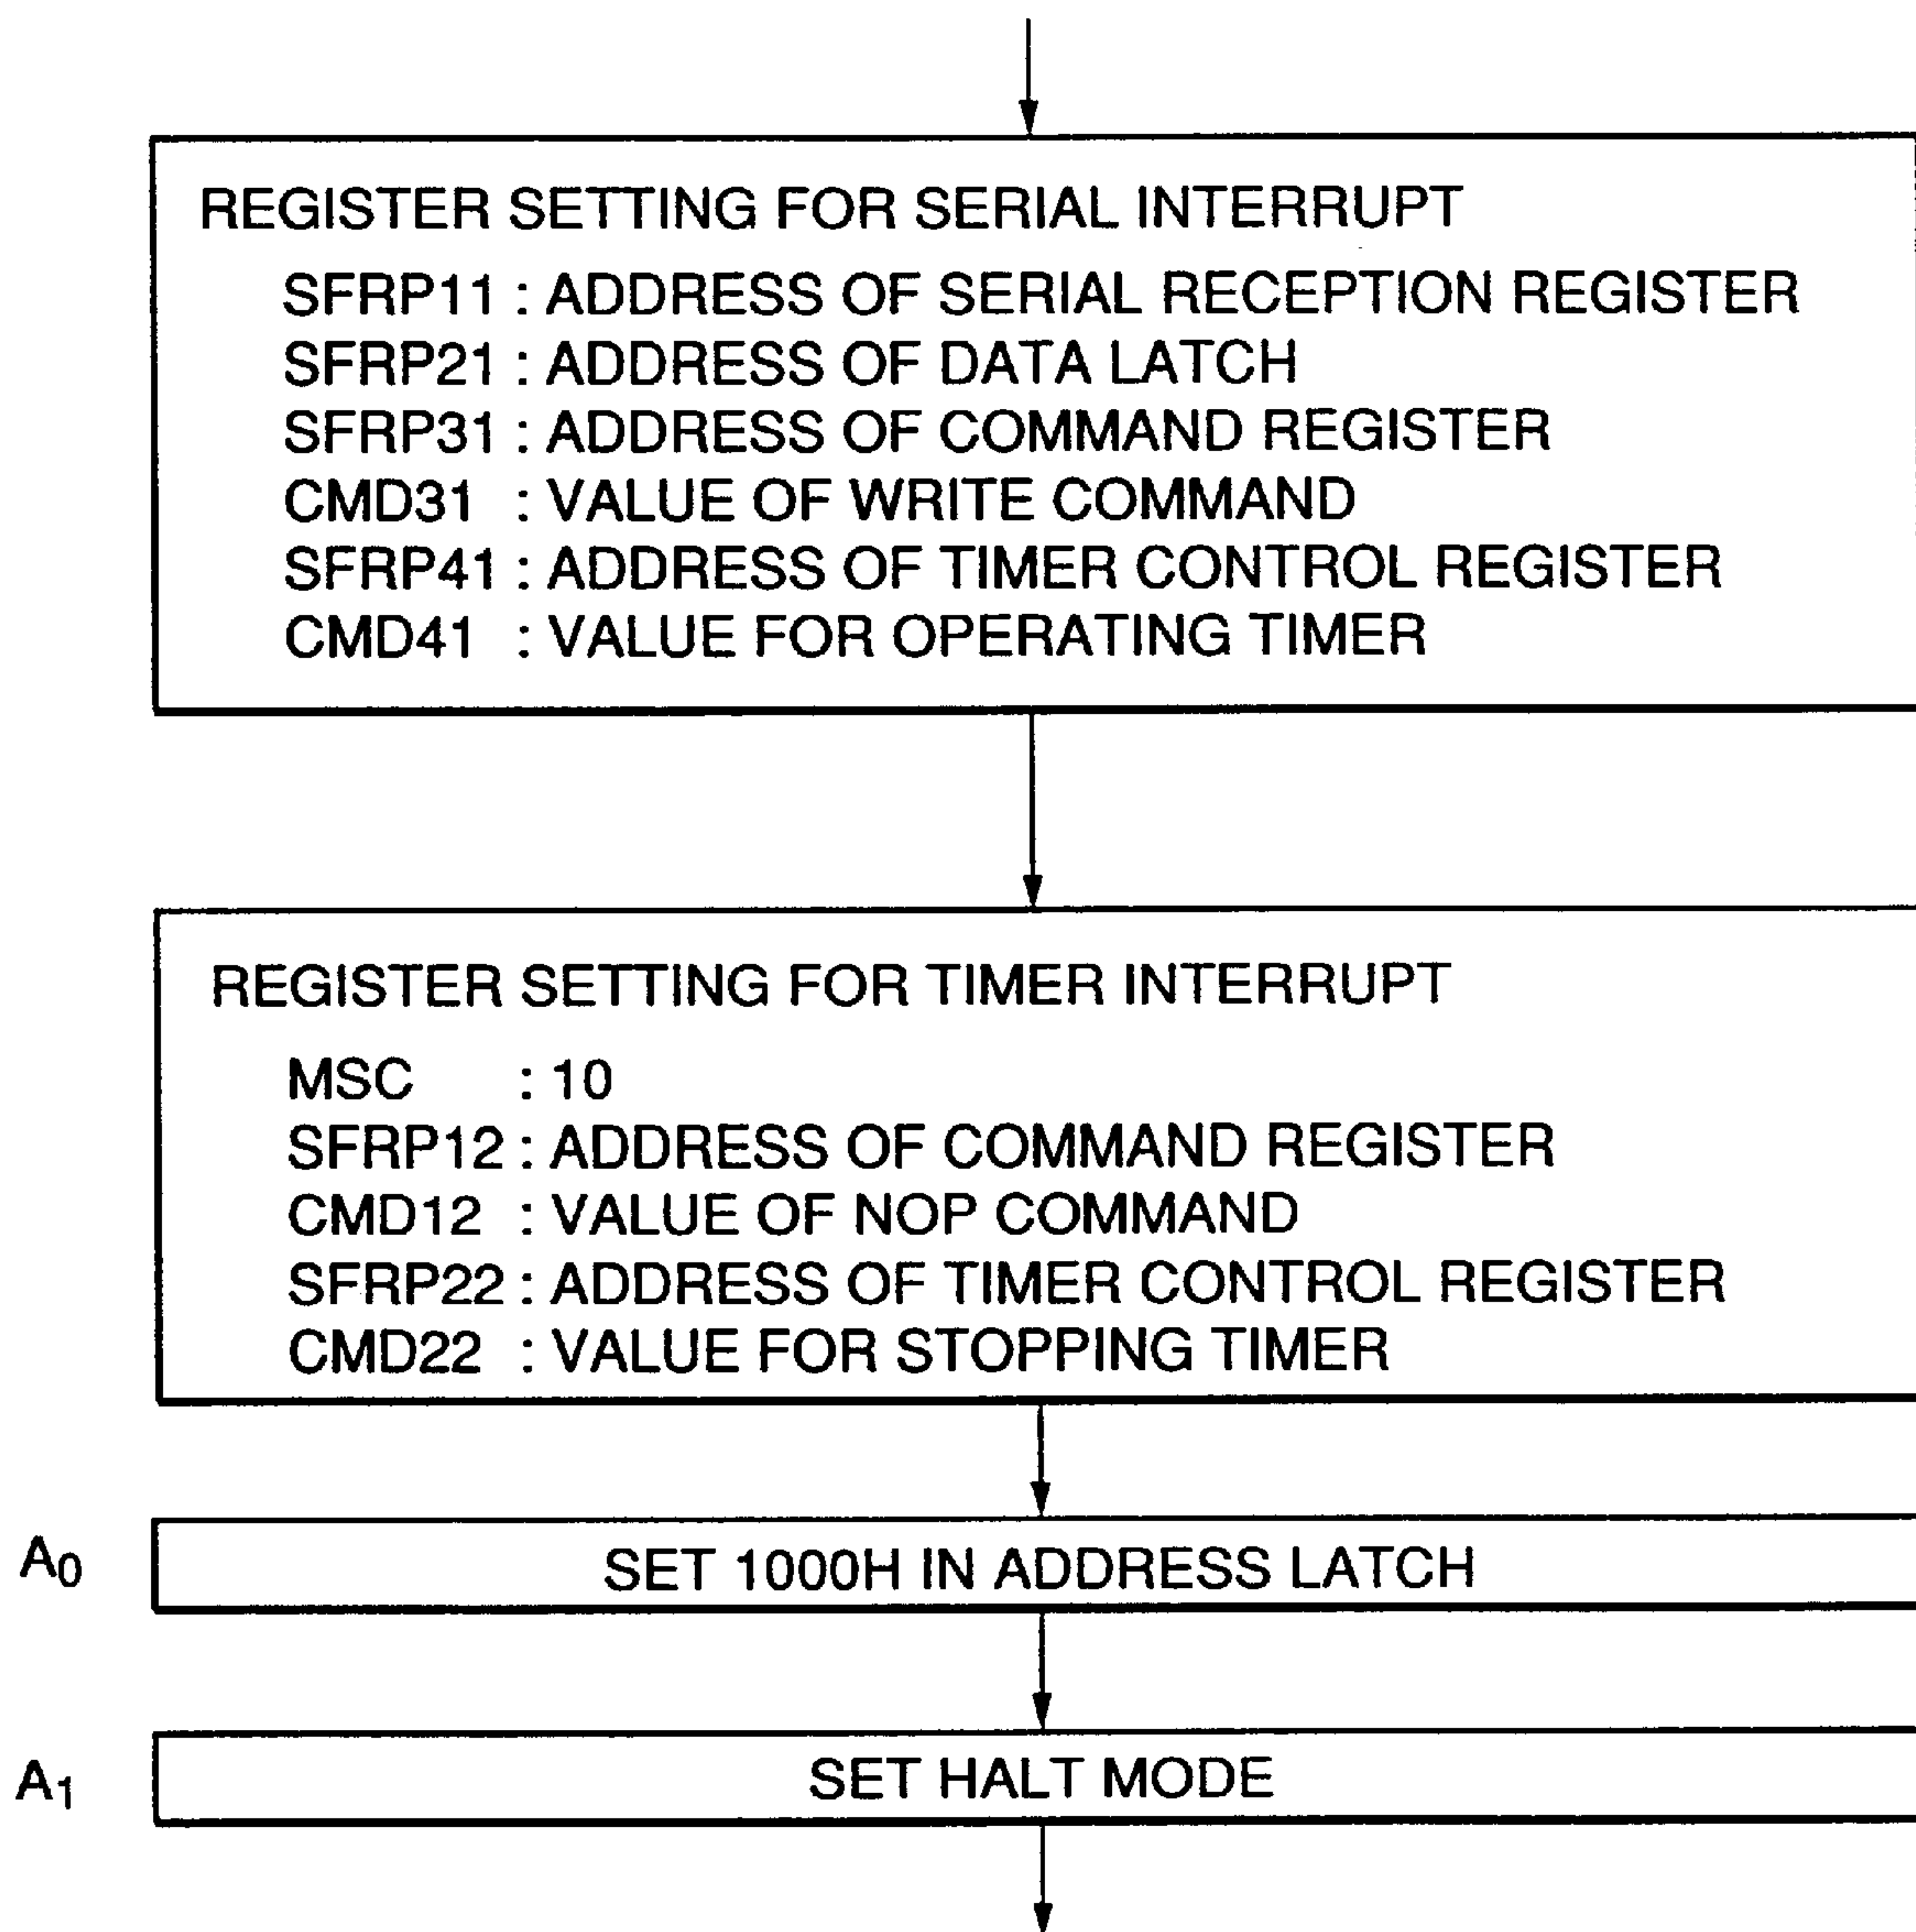 REGISTER SETTING FOR SERIAL INTERRUPT
SFRP11 : ADDRESS OF SERIAL RECEPTION REGISTER
SFRP21 : ADDRESS OF DATA LATCH
SFRP31 : ADDRESS OF COMMAND REGISTER
CMD31 : VALUE OF WRITE COMMAND
SFRP41 : ADDRESS OF TIMER CONTROL REGISTER
CMD41 : VALUE FOR OPERATING TIMER
REGISTER SETTING FOR TIMER INTERRUPT
MSC : 10
SFRP12 : ADDRESS OF COMMAND REGISTER
CMD12 : VALUE OF NOP COMMAND
SFRP22 : ADDRESS OF TIMER CONTROL REGISTER
CMD22 : VALUE FOR STOPPING TIMER
A0 SET 1000H IN ADDRESS LATCH
A1 SET HALT MODE